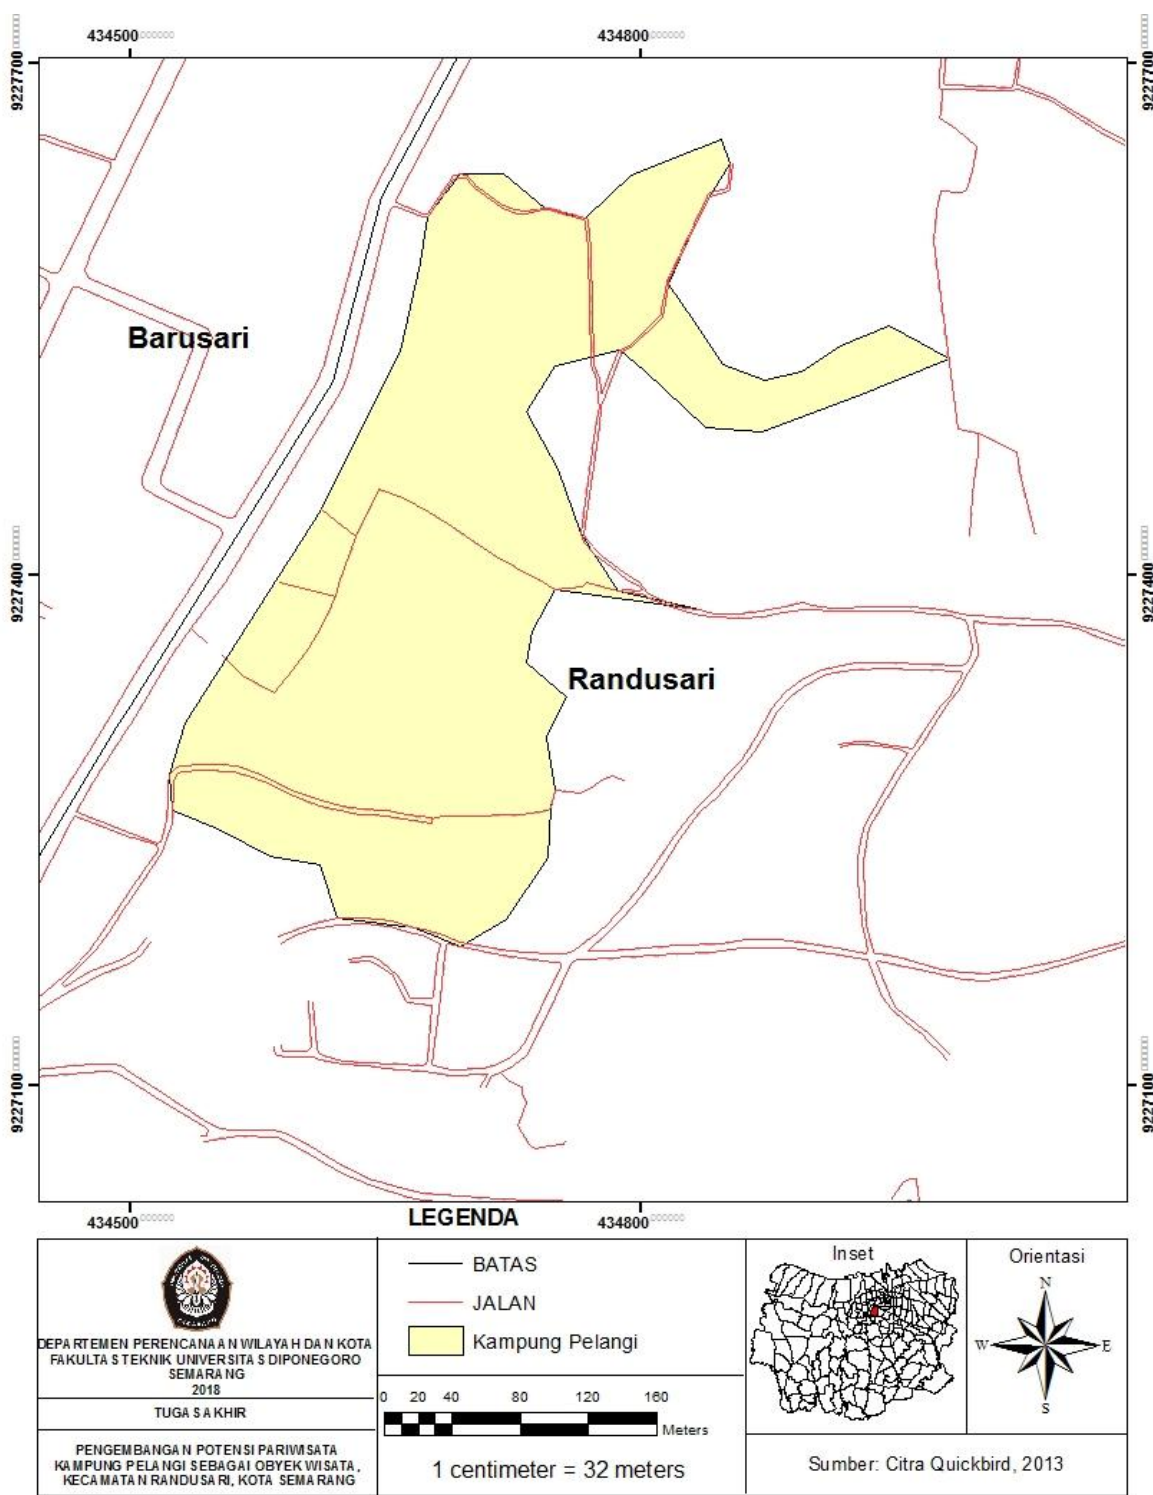 434500
434800
9227700
9227700
Barusari
9227400
9227400
Randusari
9227100
9227100
434500
434800
LEGENDA
BATAS
JALAN
Kampung Pelangi
0 20 40 80 120 160
Meters
1 centimeter = 32 meters
DEPARTEMEN PERENCANAAN WILAYAH DAN KOTA
FAKULTAS TEKNIK UNIVERSITAS DIPONEGORO
SEMARANG
2018
TUGAS AKHIR
PENGEMBANGAN POTENSI PARIWISATA
KAMPUNG PELANGI SEBAGAI OBYEK WISATA,
KECAMATAN RANDUSARI, KOTA SEMARANG
Inset
Orientasi
N
W
E
S
Sumber: Citra Quickbird, 2013